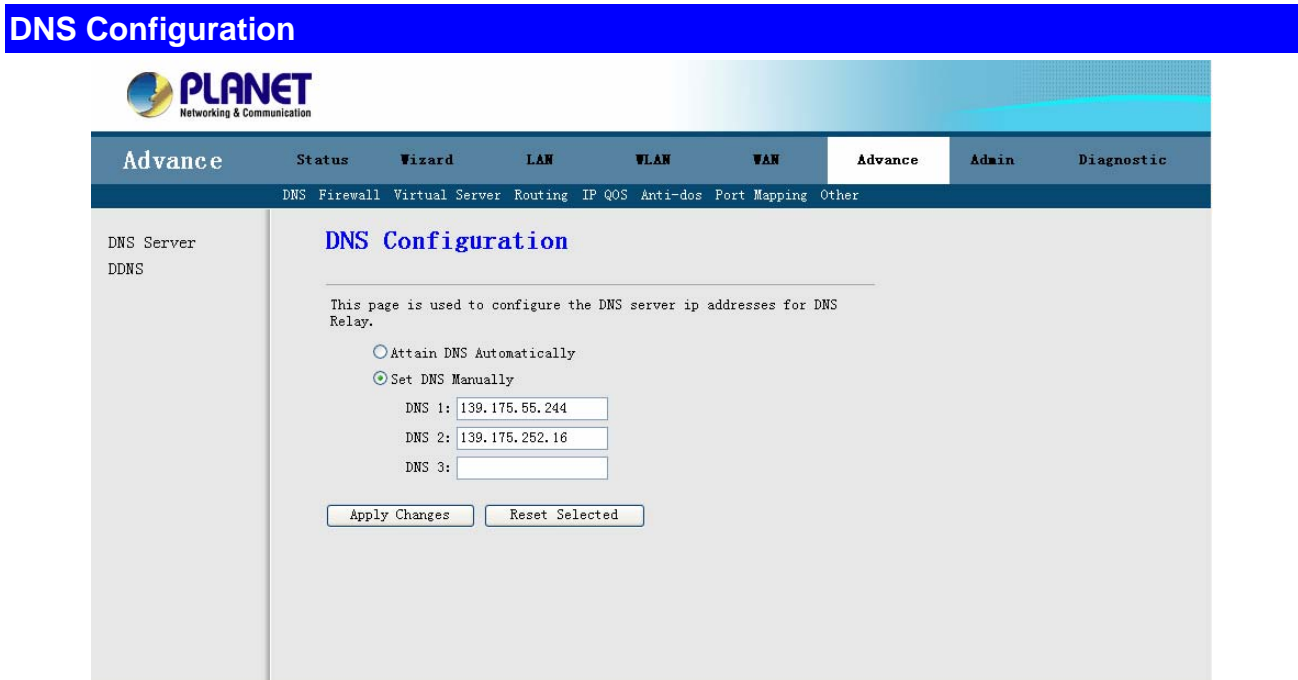 DNS Configuration
PLANET
Networking & Communication
Advance
Status Wizard LAN WLAN WAN Advance Admin Diagnostic
DNS Firewall Virtual Server Routing IP QOS Anti-dos Port Mapping Other
DNS Server
DDNS
DNS Configuration
This page is used to configure the DNS server ip addresses for DNS
Relay.
Attain DNS Automatically
Set DNS Manually
DNS 1: 139.175.55.244
DNS 2: 139.175.252.16
DNS 3:
Apply Changes Reset Selected